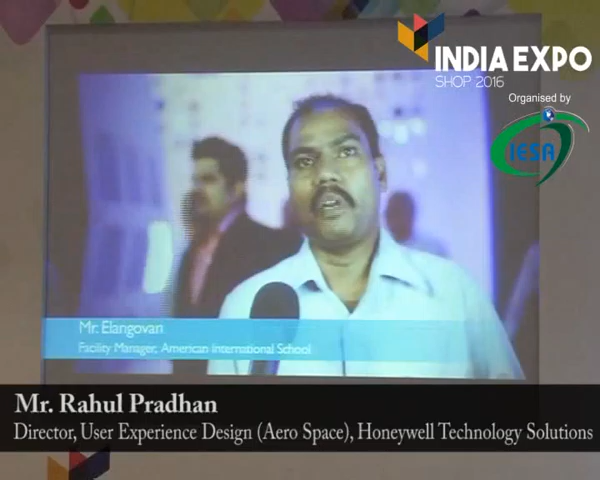 INDIA EXPO
SHOP 2016
Organised by
IESA
Mr. Elangovan
Facility Manager, American International School
Mr. Rahul Pradhan
Director, User Experience Design (Aero Space), Honeywell Technology Solutions